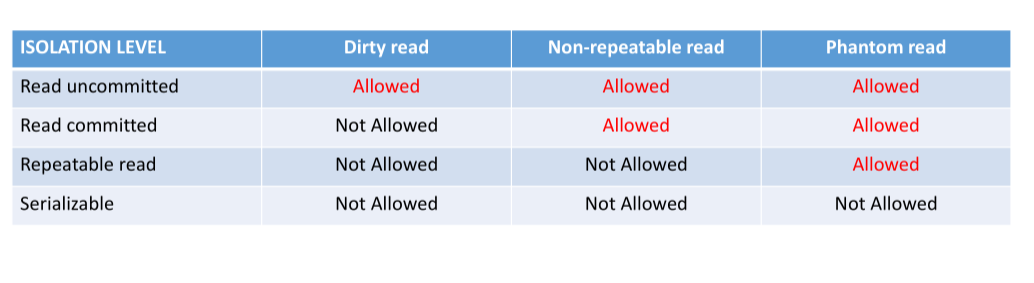 ISOLATION LEVEL Dirty read Non-repeatable read Phantom read
Read uncommitted Allowed Allowed Allowed
Read committed Not Allowed Allowed Allowed
Repeatable read Not Allowed Not Allowed Allowed
Serializable Not Allowed Not Allowed Not Allowed